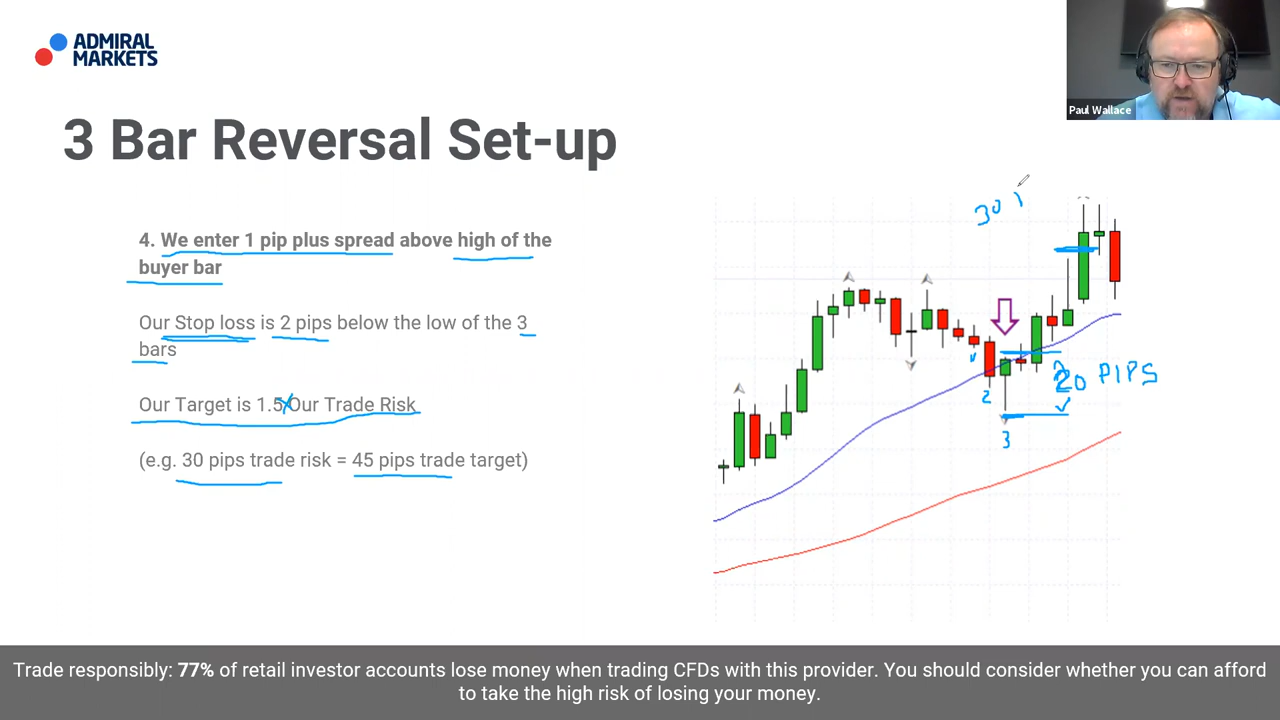 ADMIRAL
MARKETS
Paul Wallace
3 Bar Reversal Set-up
4. We enter 1 pip plus spread above high of the
buyer bar
Our Stop loss is 2 pips below the low of the 3
bars
Our Target is 1.5x Our Trade Risk
(e.g. 30 pips trade risk = 45 pips trade target)
30
20 PIPS
2
3
Trade responsibly: 77% of retail investor accounts lose money when trading CFDs with this provider. You should consider whether you can afford
to take the high risk of losing your money.